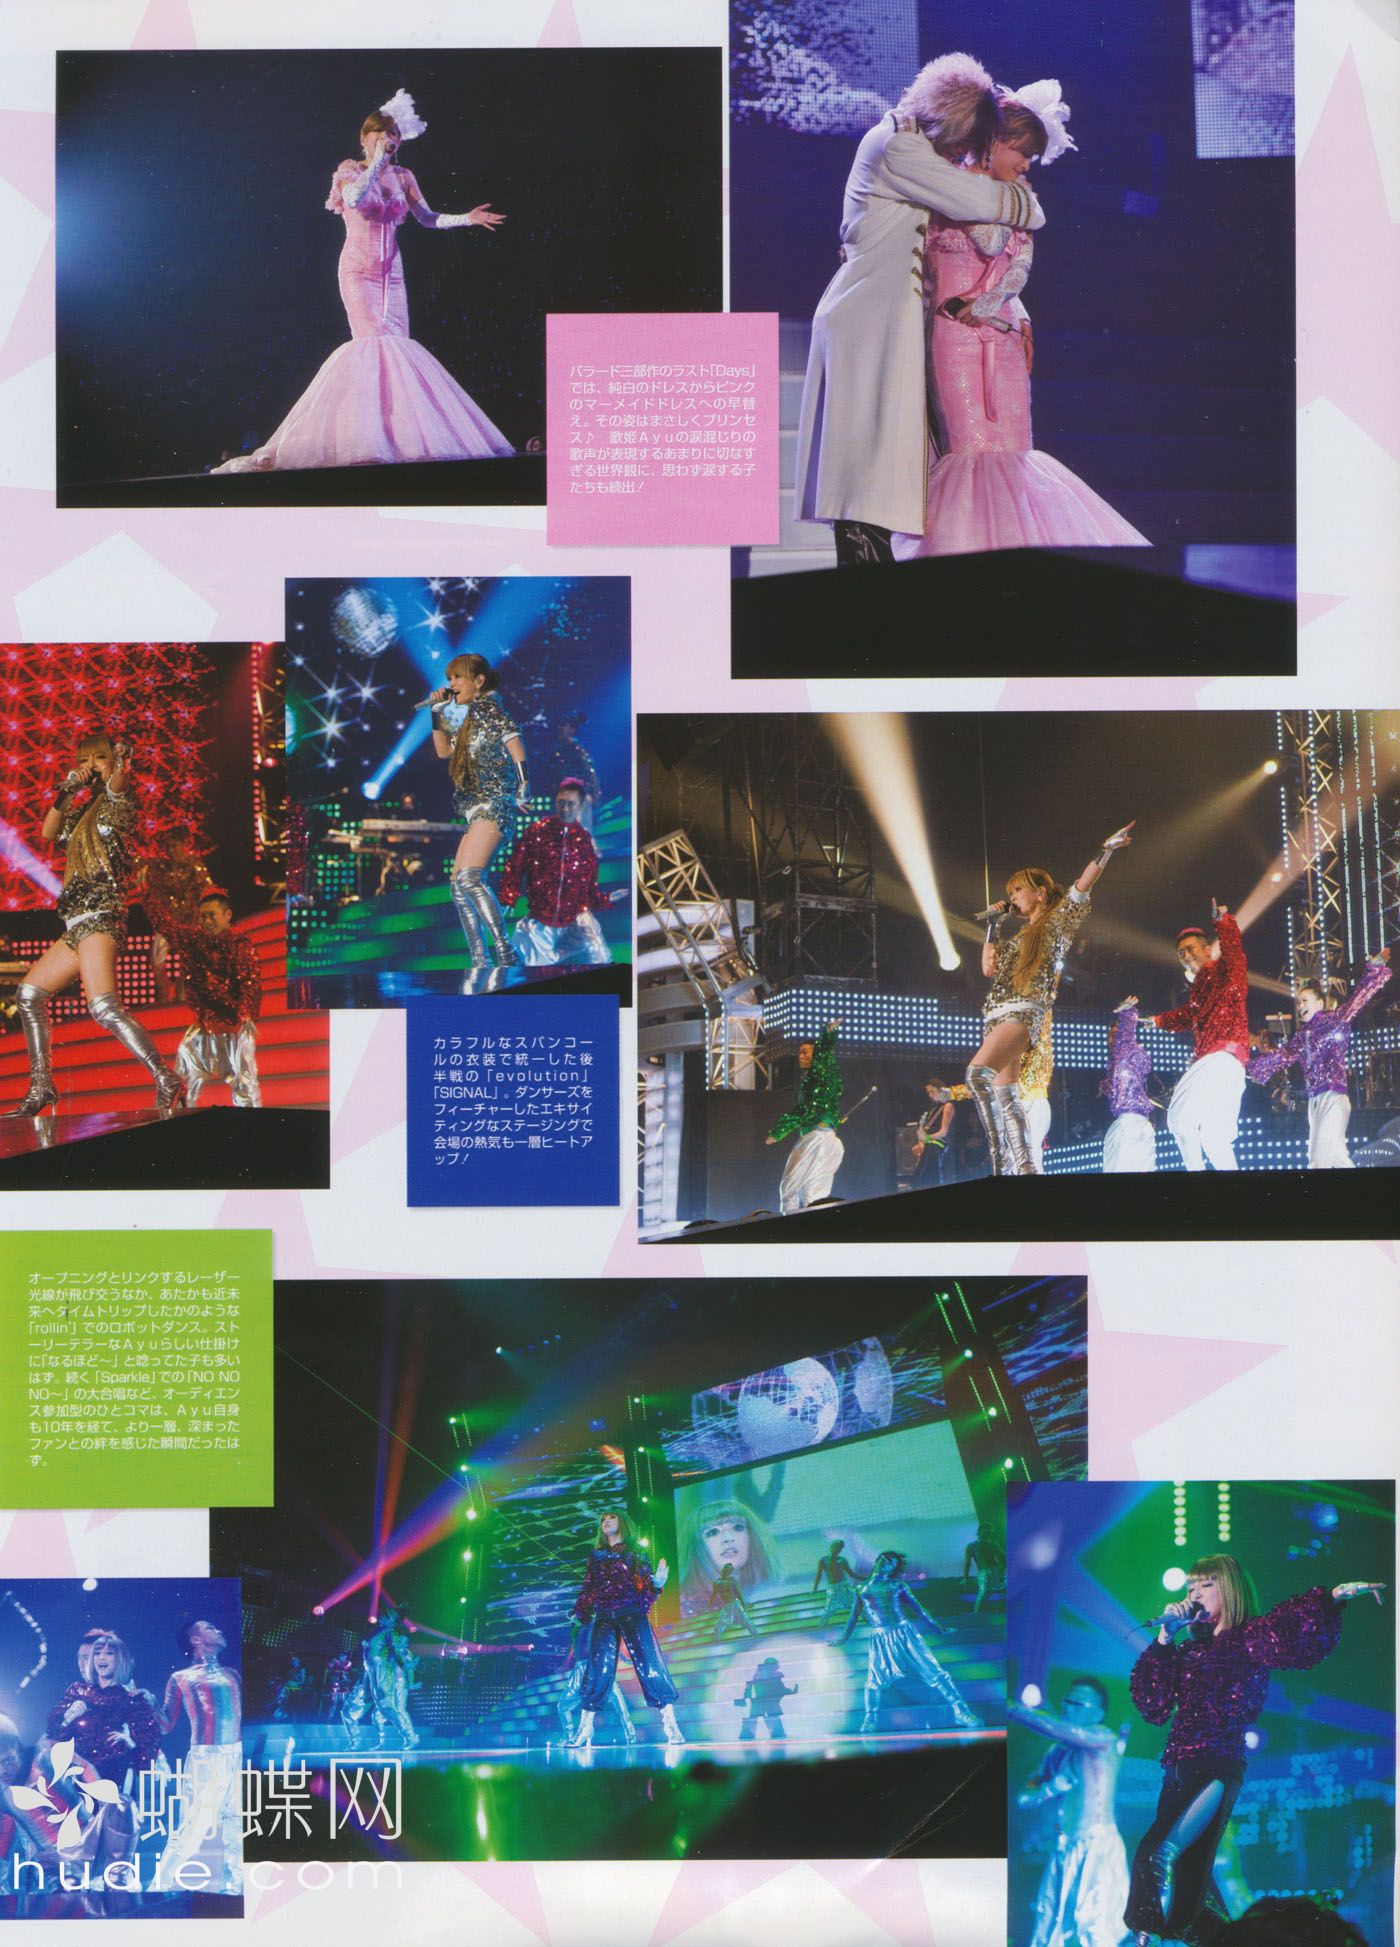 バラード三部作のラスト「Days」
では、純白のドレスからピンク
のマーメイドドレスへの早替
え。その姿はまさしくプリンセ
ス♪　歌姫Ayuの涙混じりの
歌声が表現するあまりに切なす
ぎる世界観に、思わず涙する子
たちも続出！
カラフルなスパンコー
ルの衣装で統一した後
半戦の「evolution」
「SIGNAL」。ダンサーズを
フィーチャーしたエキサイ
ティングなステージングで
会場の熱気も一層ヒートア
ップ！
オープニングとリンクするレーザー
光線が飛び交うなか、あたかも近未
来へタイムトリップしたかのような
「rollin'」でのロボットダンス。スト
ーリーテラーなAyuらしい仕掛け
に「なるほど〜」と唸ってた子も多い
はず。続く「Sparkle」での「NO NO
NO〜」の大合唱など、オーディエン
ス参加型のひとコマは、Ayu自身
も10年を経て、より一層、深まった
ファンとの絆を感じた瞬間だったは
ず。
蝴蝶网
hudie.com